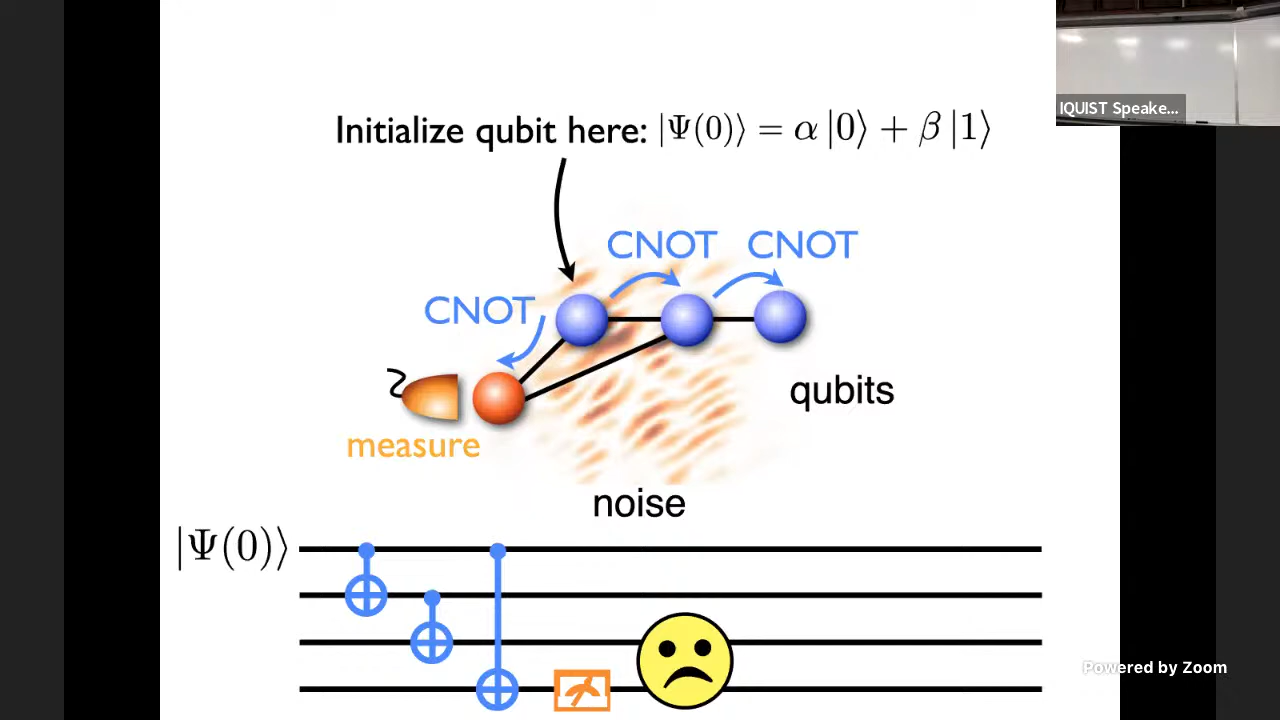 IQUIST Speake...
Initialize qubit here: |Ψ(0)⟩ = α |0⟩ + β |1⟩
CNOT CNOT
CNOT
qubits
measure
noise
|Ψ(0)⟩
Powered by Zoom